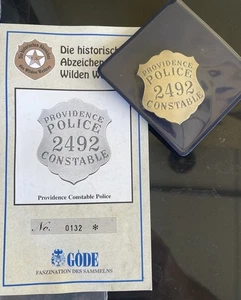 Die historisch
Abzeichen
Wilden W
PROVIDENCE
POLICE
2492
CONSTABLE
Providence Constable Police
No. 0132 *
GÖDE
FASZINATION DES SAMMELNS
PROVIDENCE
POLICE
2492
CONSTABLE